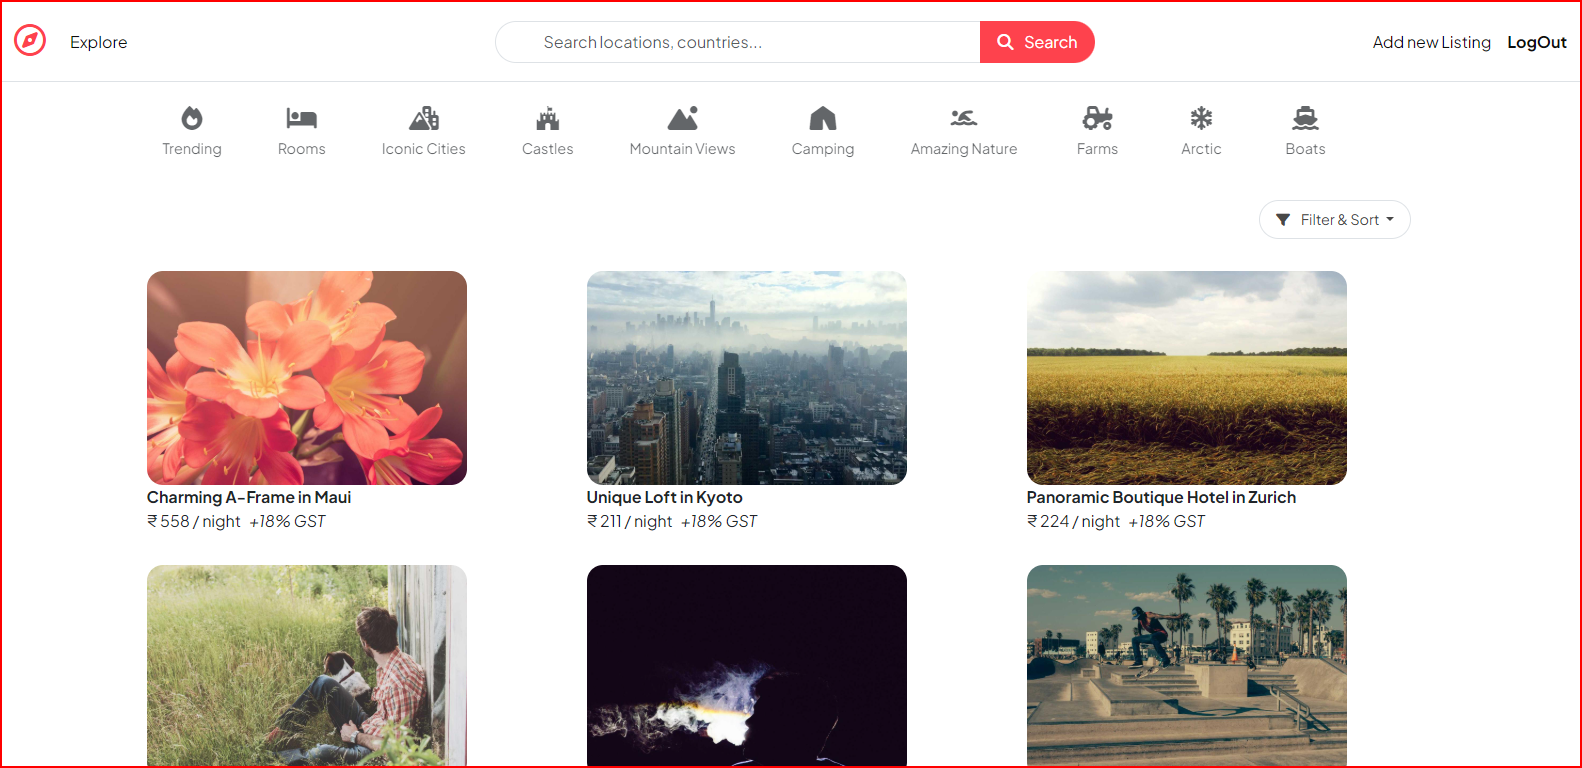 Explore
Search locations, countries...
Search
Add new Listing
LogOut
Trending
Rooms
Iconic Cities
Castles
Mountain Views
Camping
Amazing Nature
Farms
Arctic
Boats
Filter & Sort
Charming A-Frame in Maui
₹ 558 / night +18% GST
Unique Loft in Kyoto
₹ 211 / night +18% GST
Panoramic Boutique Hotel in Zurich
₹ 224 / night +18% GST